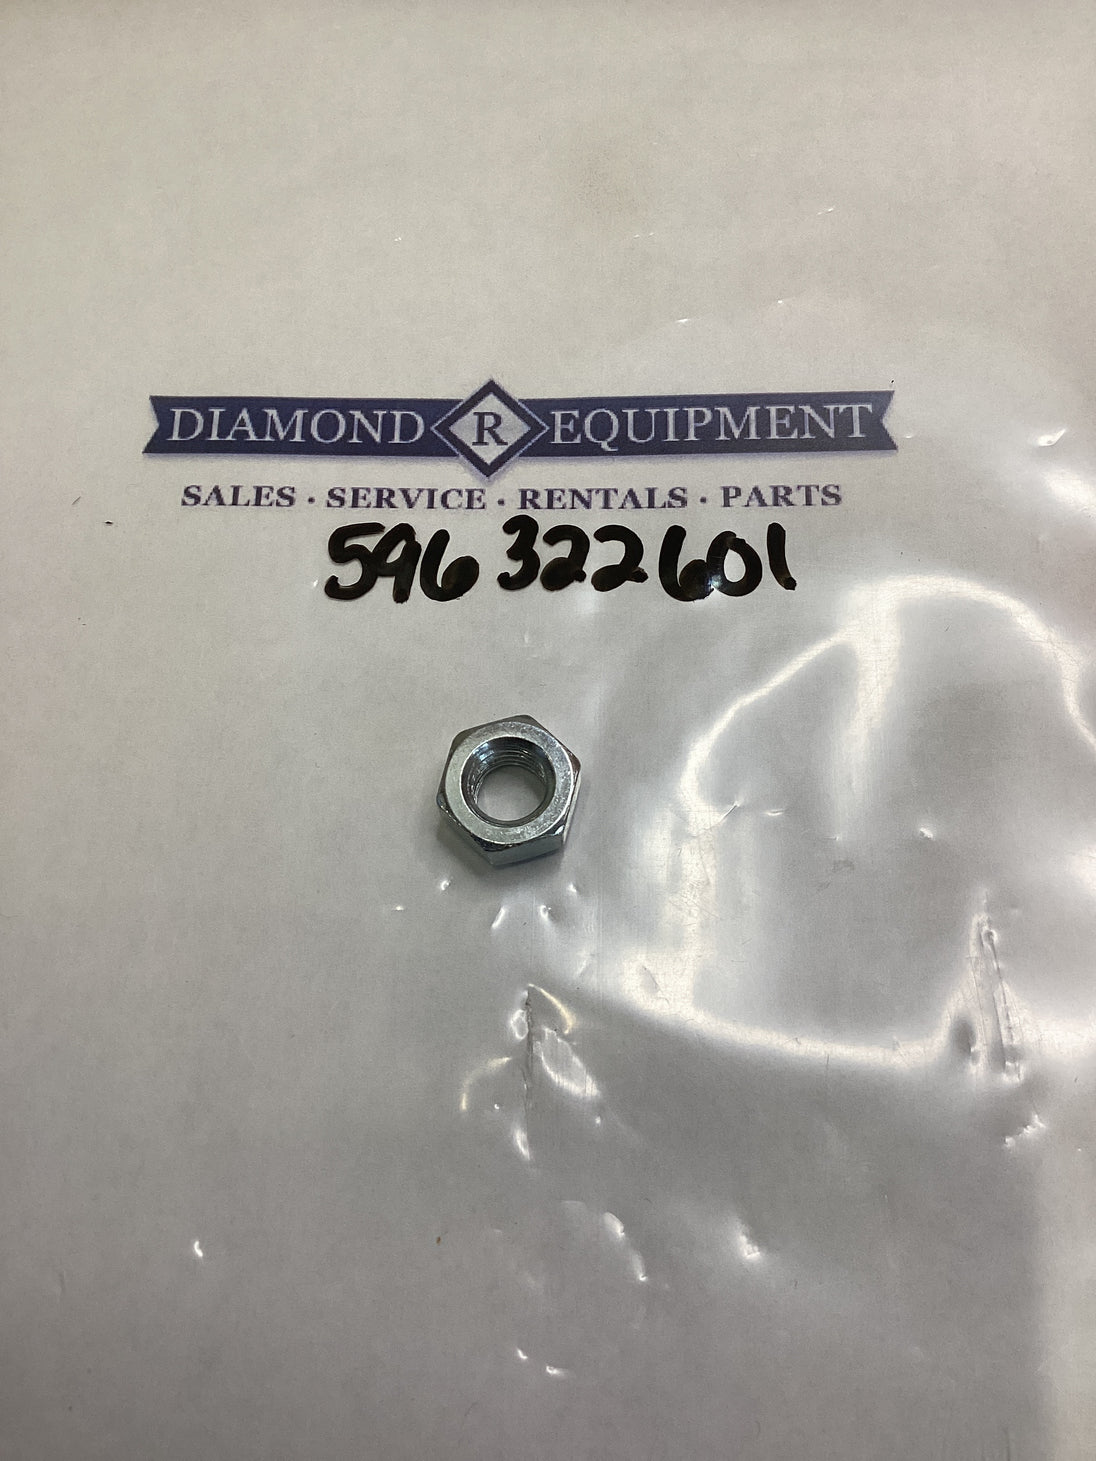 DIAMOND R EQUIPMENT
SALES · SERVICE · RENTALS · PARTS
596322601